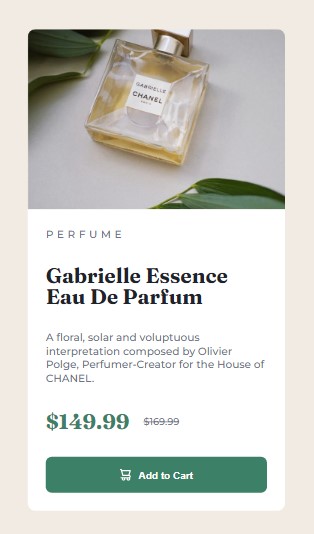 GABRIELLE
CHANEL
PARIS
PERFUME
Gabrielle Essence
Eau De Parfum
A floral, solar and voluptuous
interpretation composed by Olivier
Polge, Perfumer-Creator for the House of
CHANEL.
$149.99 $169.99
Add to Cart